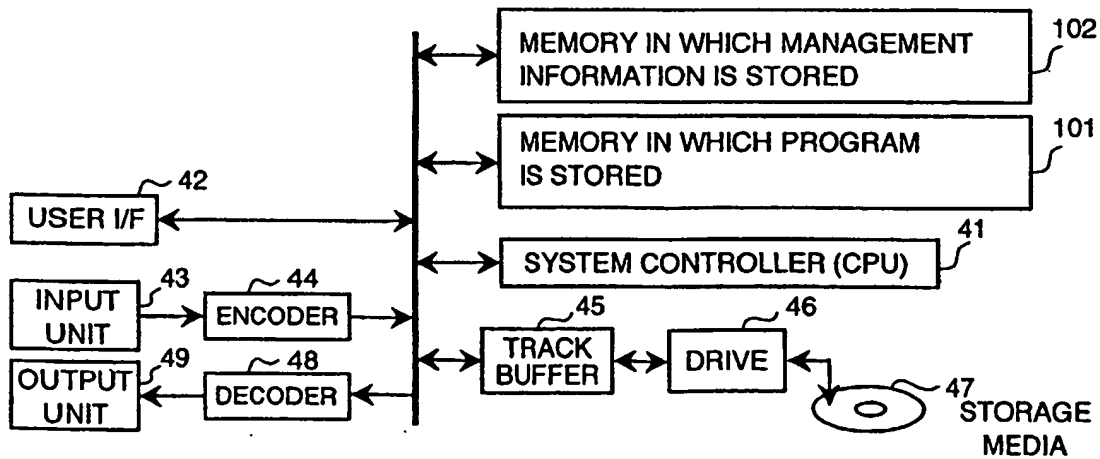 MEMORY IN WHICH MANAGEMENT
INFORMATION IS STORED
102
MEMORY IN WHICH PROGRAM
IS STORED
101
42
USER I/F
SYSTEM CONTROLLER (CPU)
41
INPUT
UNIT
43
ENCODER
44
TRACK
BUFFER
45
DRIVE
46
OUTPUT
UNIT
49
DECODER
48
47
STORAGE
MEDIA